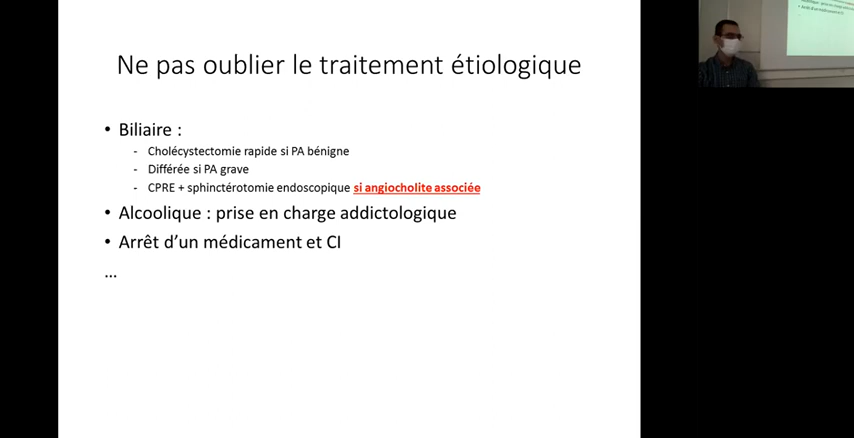 Ne pas oublier le traitement étiologique
• Biliaire :
- Cholécystectomie rapide si PA bénigne
- Différée si PA grave
- CPRE + sphinctérotomie endoscopique si angiocholite associée
• Alcoolique : prise en charge addictologique
• Arrêt d'un médicament et CI
...